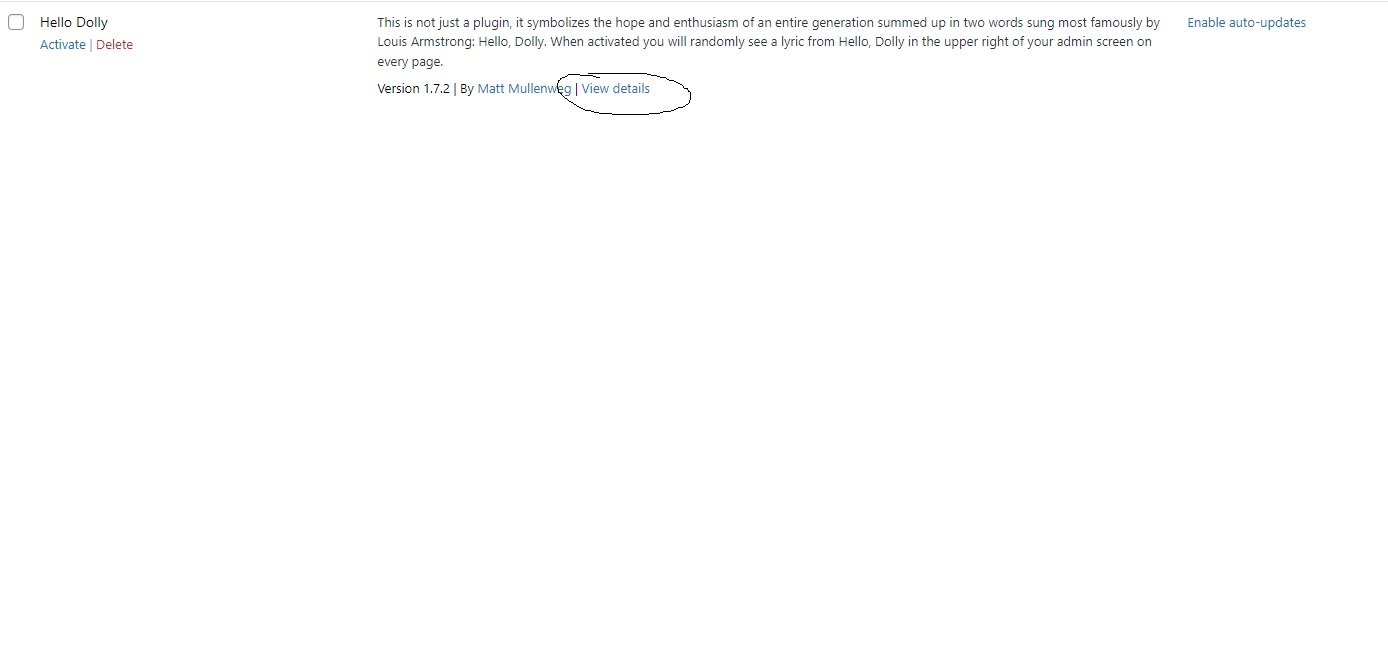 Hello Dolly
Activate | Delete
This is not just a plugin, it symbolizes the hope and enthusiasm of an entire generation summed up in two words sung most famously by
Louis Armstrong: Hello, Dolly. When activated you will randomly see a lyric from Hello, Dolly in the upper right of your admin screen on
every page.
Version 1.7.2 | By Matt Mullenweg | View details
Enable auto-updates